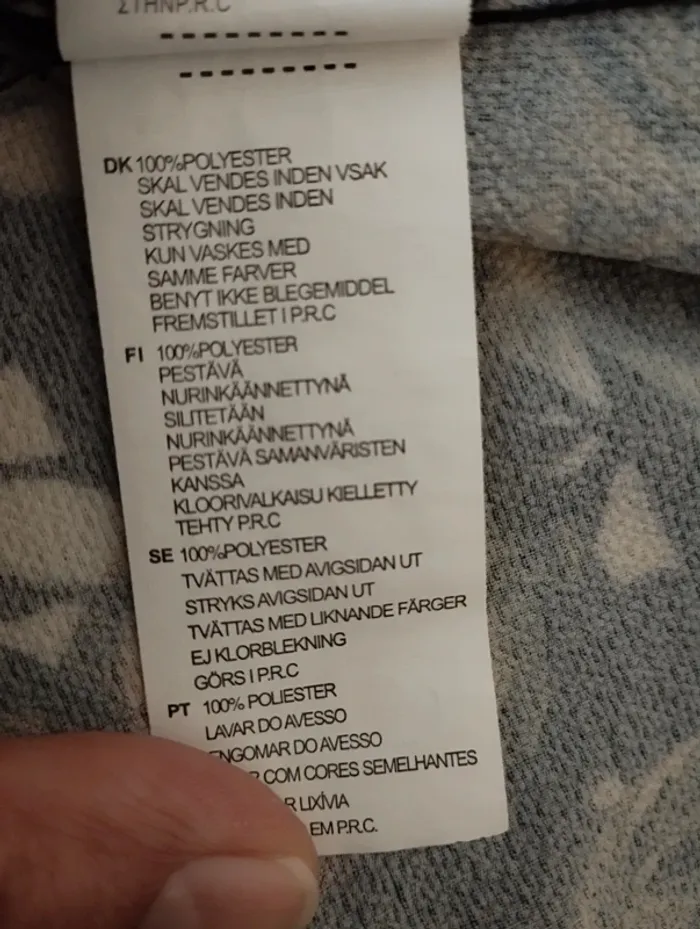 ΣΤΗΝP.R.C
DK 100%POLYESTER
SKAL VENDES INDEN VSAK
SKAL VENDES INDEN
STRYGNING
KUN VASKES MED
SAMME FARVER
BENYT IKKE BLEGEMIDDEL
FREMSTILLET I P.R.C
FI 100%POLYESTER
PESTÄVÄ
NURINKÄÄNNETTYNÄ
SILITETÄÄN
NURINKÄÄNNETTYNÄ
PESTÄVÄ SAMANVÄRISTEN
KANSSA
KLOORIVALKAISU KIELLETTY
TEHTY P.R.C
SE 100%POLYESTER
TVÄTTAS MED AVIGSIDAN UT
STRYKS AVIGSIDAN UT
TVÄTTAS MED LIKNANDE FÄRGER
EJ KLORBLEKNING
GÖRS I P.R.C
PT 100% POLIESTER
LAVAR DO AVESSO
ENGOMAR DO AVESSO
R COM CORES SEMELHANTES
R LIXÍVIA
EM P.R.C.